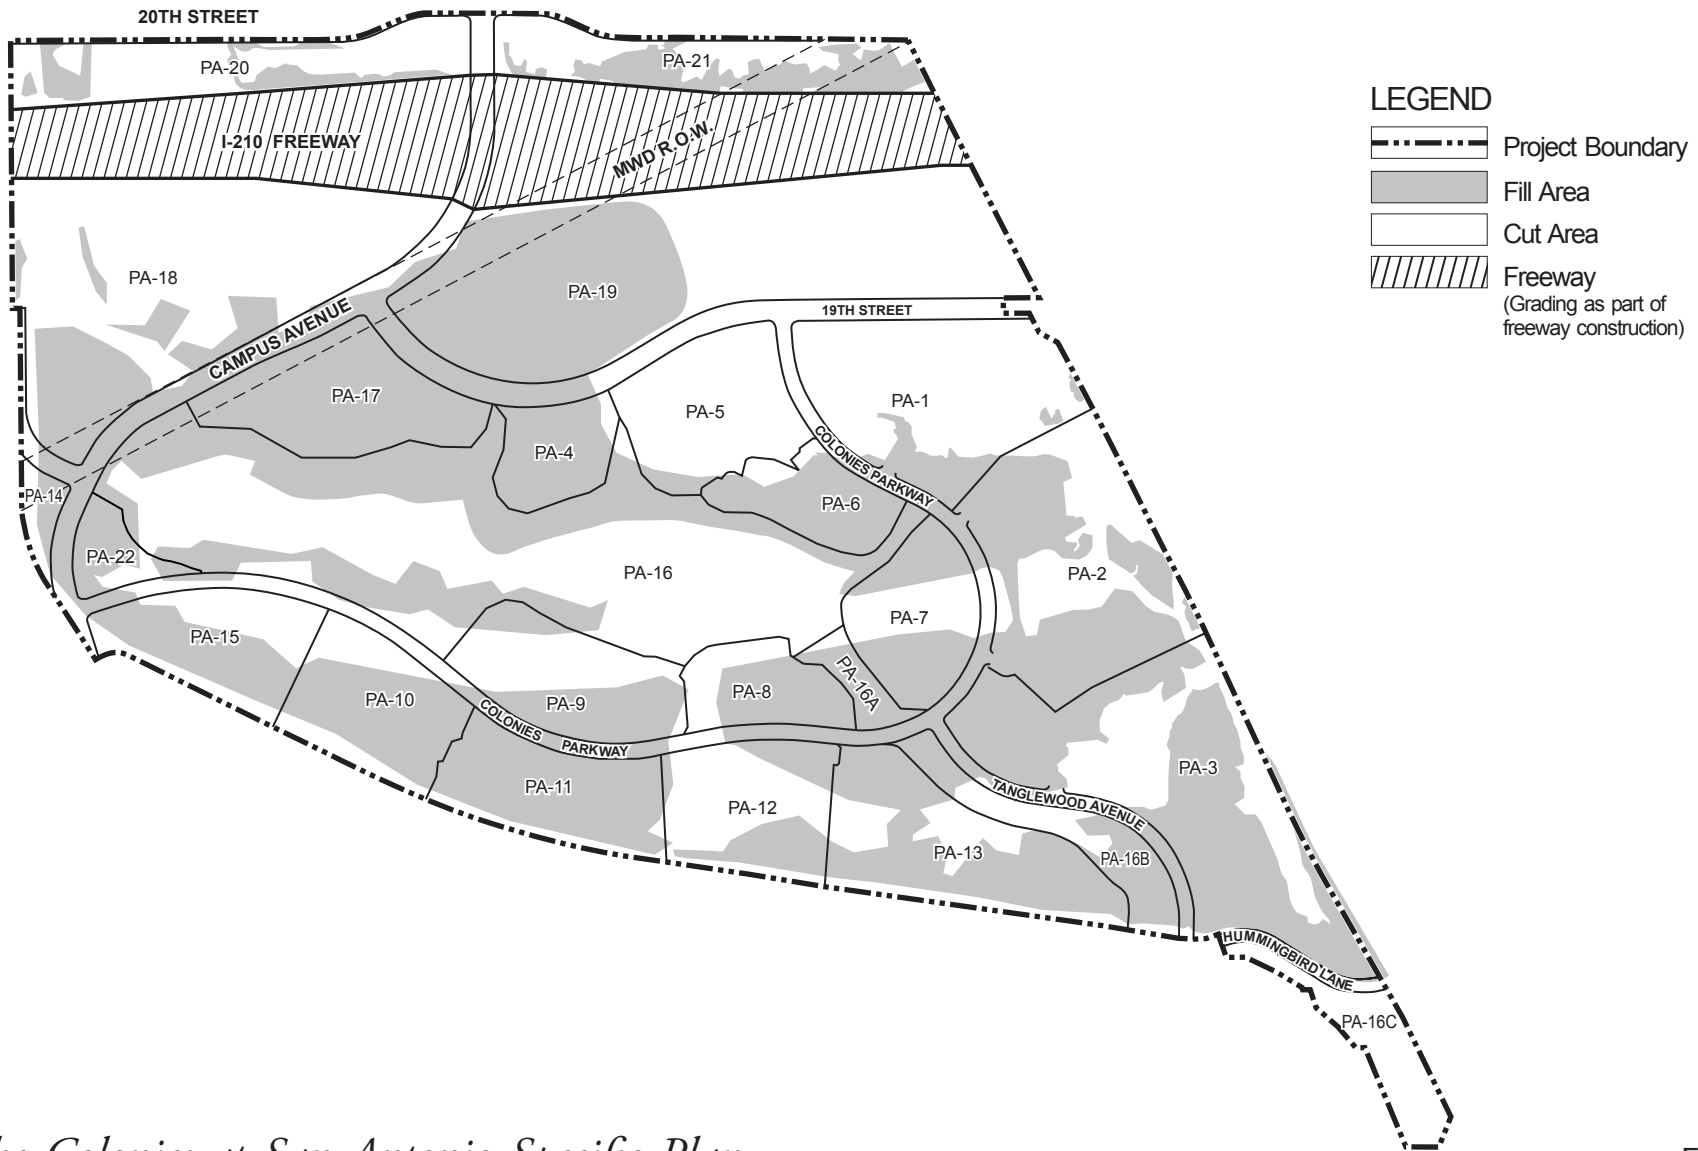 20TH STREET
PA-20
PA-21
I-210 FREEWAY
MWD R.O.W.
LEGEND
Project Boundary
Fill Area
Cut Area
Freeway
(Grading as part of
freeway construction)
PA-18
PA-19
19TH STREET
CAMPUS AVENUE
PA-17
PA-5
PA-1
PA-4
COLONIES PARKWAY
PA-14
PA-6
PA-22
PA-16
PA-2
PA-7
PA-15
PA-16A
PA-10
PA-9
PA-8
COLONIES PARKWAY
PA-3
PA-11
PA-12
TANGLEWOOD AVENUE
PA-13
PA-16B
HUMMINGBIRD LANE
PA-16C